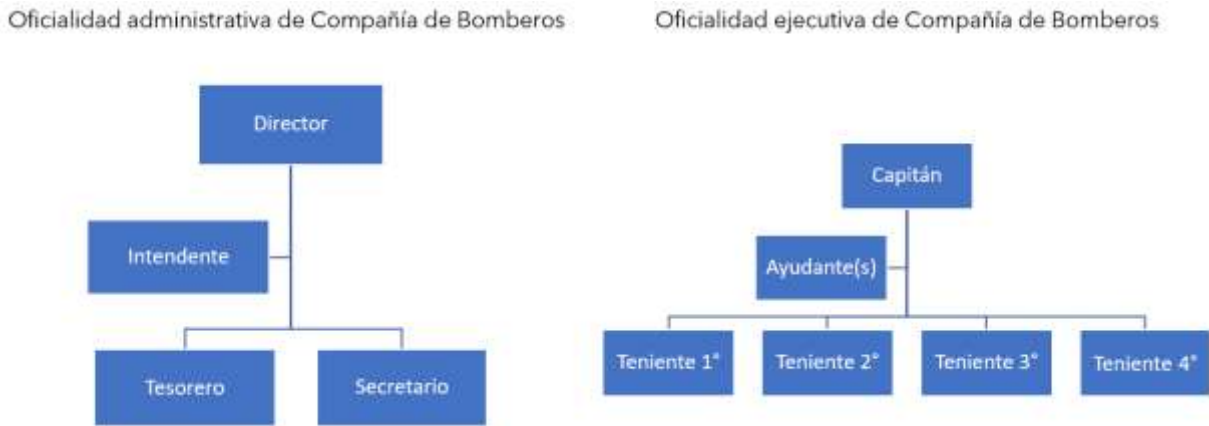 Oficialidad administrativa de Compañía de Bomberos
Director
Intendente
Tesorero
Secretario
Oficialidad ejecutiva de Compañía de Bomberos
Capitán
Ayudante(s)
Teniente 1°
Teniente 2°
Teniente 3°
Teniente 4°